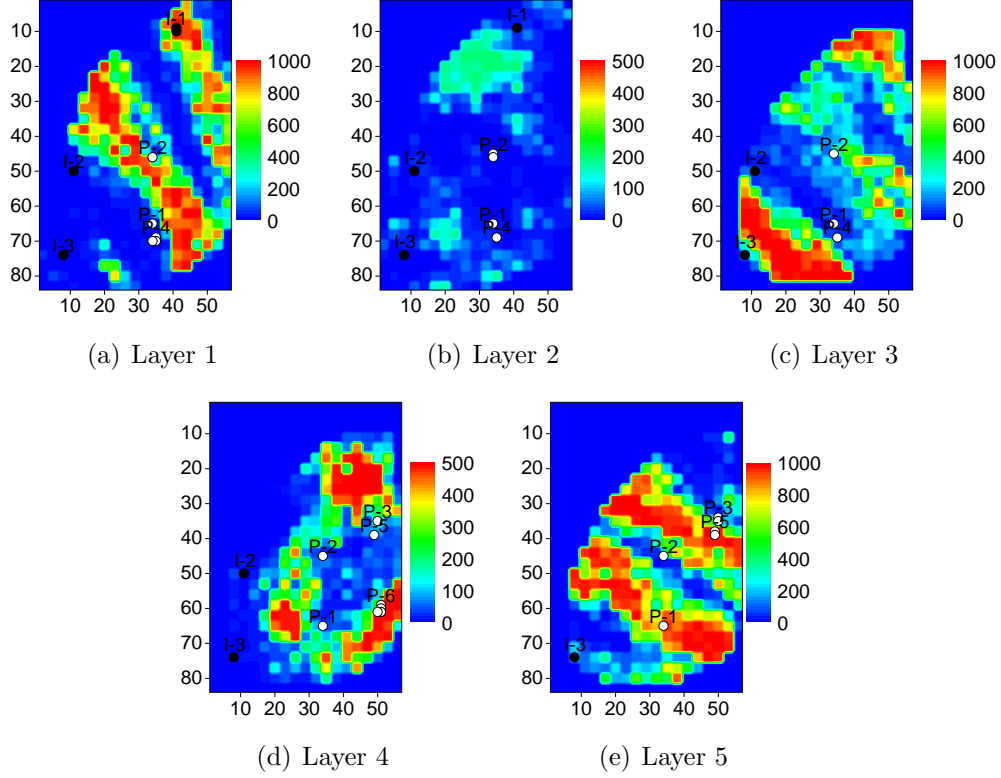 I-1
P-2
I-2
P-1
P-4
I-3
10
20
30
40
50
60
70
80
10 20 30 40 50
1000
800
600
400
200
0
(a) Layer 1
I-1
P-2
I-2
P-1
P-4
I-3
10
20
30
40
50
60
70
80
10 20 30 40 50
500
400
300
200
100
0
(b) Layer 2
P-2
I-2
P-1
P-4
I-3
10
20
30
40
50
60
70
80
10 20 30 40 50
1000
800
600
400
200
0
(c) Layer 3
P-3
P-5
P-2
I-2
P-6
P-1
I-3
10
20
30
40
50
60
70
80
10 20 30 40 50
500
400
300
200
100
0
(d) Layer 4
P-3
P-5
P-2
P-1
I-3
10
20
30
40
50
60
70
80
10 20 30 40 50
1000
800
600
400
200
0
(e) Layer 5